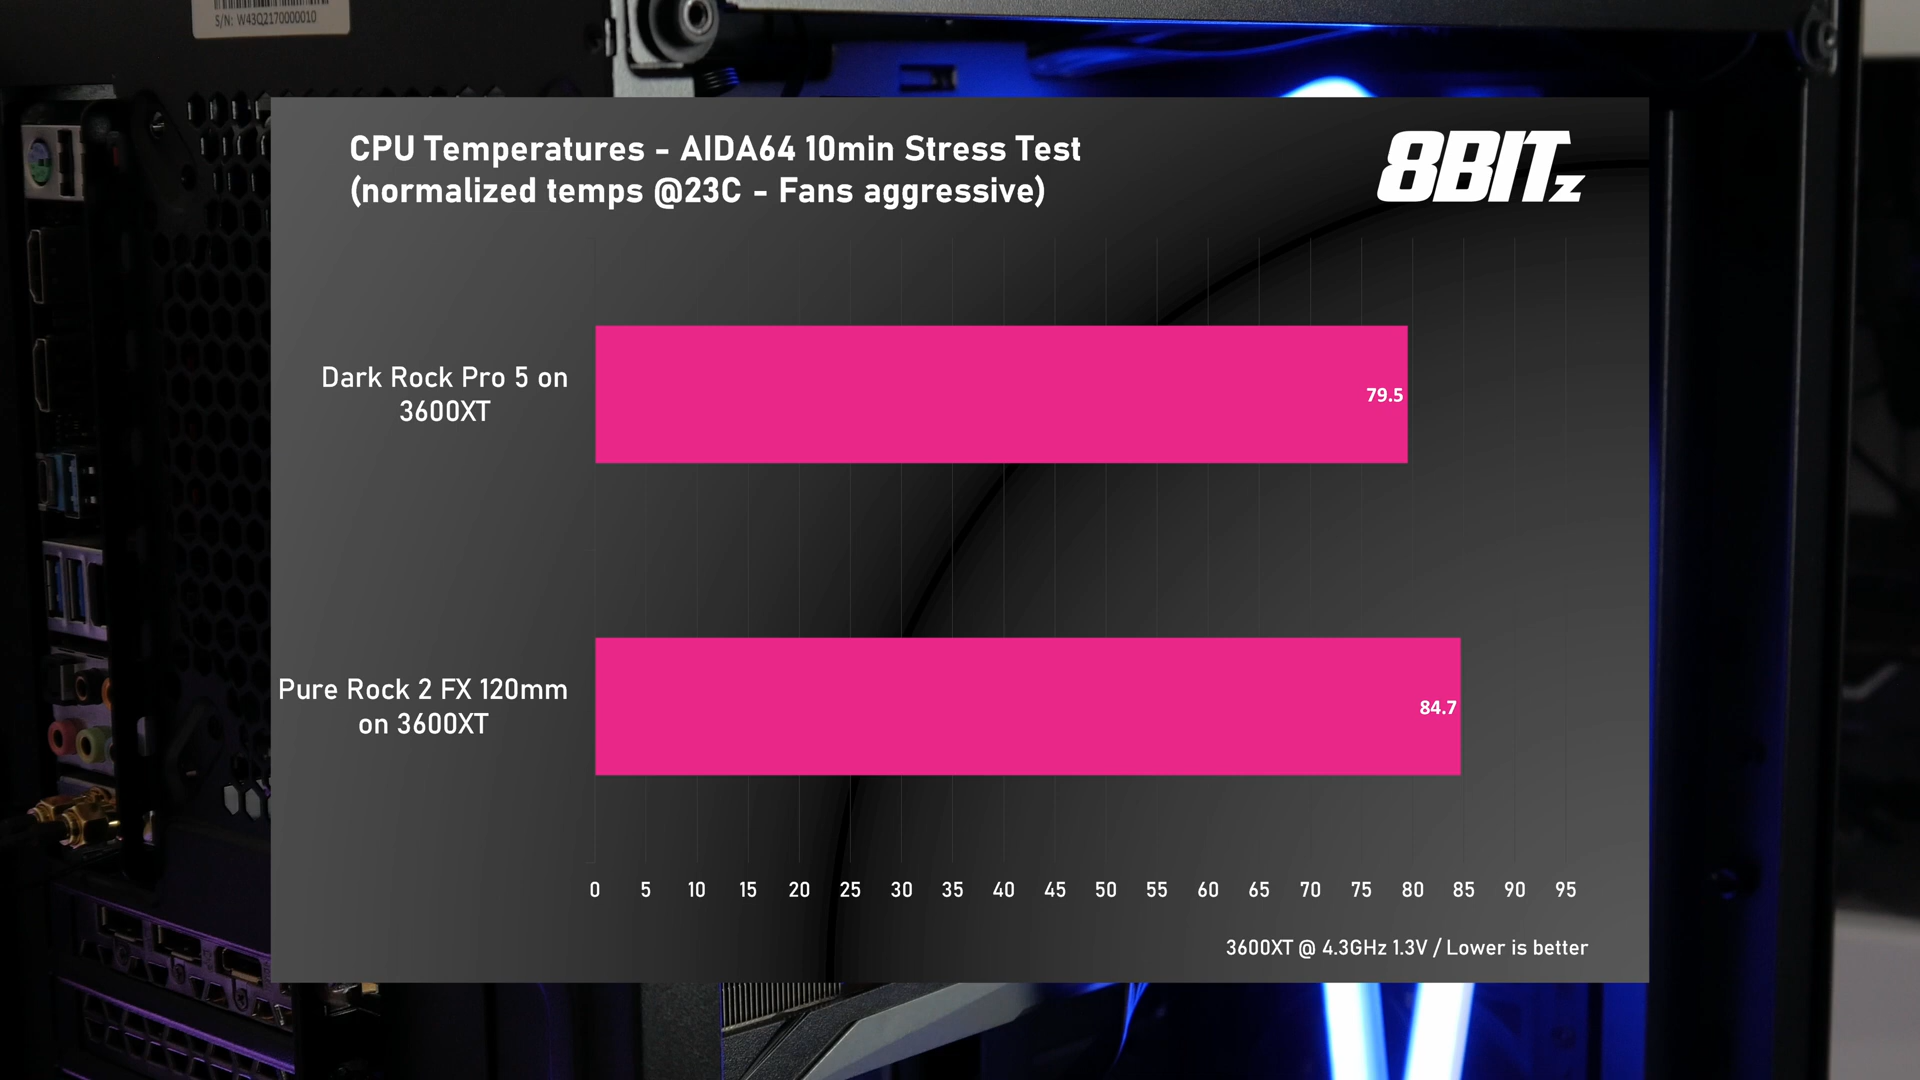 S/N: W43Q2170000010
CPU Temperatures - AIDA64 10min Stress Test
(normalized temps @23C - Fans aggressive)
8BITz
Dark Rock Pro 5 on
3600XT
79.5
Pure Rock 2 FX 120mm
on 3600XT
84.7
0 5 10 15 20 25 30 35 40 45 50 55 60 65 70 75 80 85 90 95
3600XT @ 4.3GHz 1.3V / Lower is better